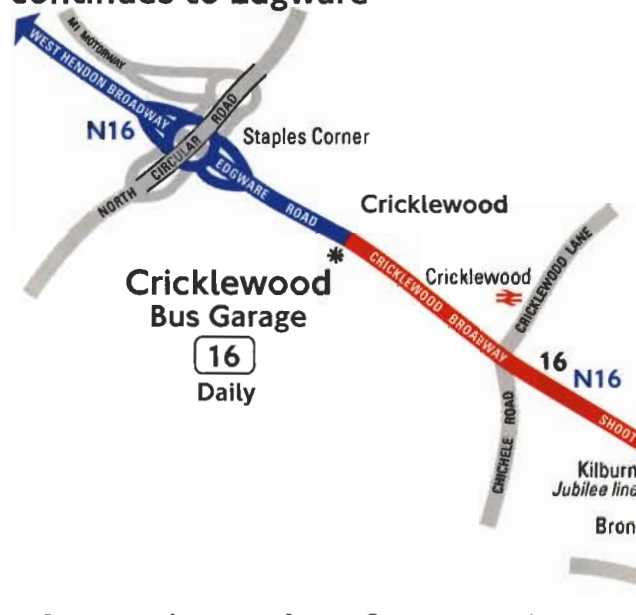 continues to Edgware
M1 MOTORWAY
WEST HENDON BROADWAY
N16
NORTH CIRCULAR ROAD
Staples Corner
EDGWARE ROAD
Cricklewood
*
Cricklewood
Bus Garage
16
Daily
CRICKLEWOOD BROADWAY
Cricklewood
CRICKLEWOOD LANE
16
N16
CHICHELE ROAD
SHOOT
Kilburn
Jubilee line
Bron